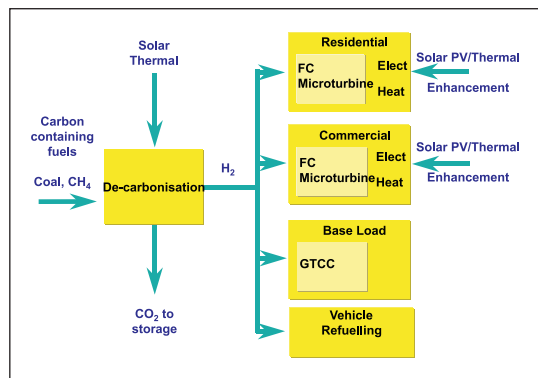 Solar
Thermal
Carbon
containing
fuels
Coal, CH₄
De-carbonisation
H₂
CO₂ to
storage
Residential
FC
Microturbine
Elect
Heat
Solar PV/Thermal
Enhancement
Commercial
FC
Microturbine
Elect
Heat
Solar PV/Thermal
Enhancement
Base Load
GTCC
Vehicle
Refuelling